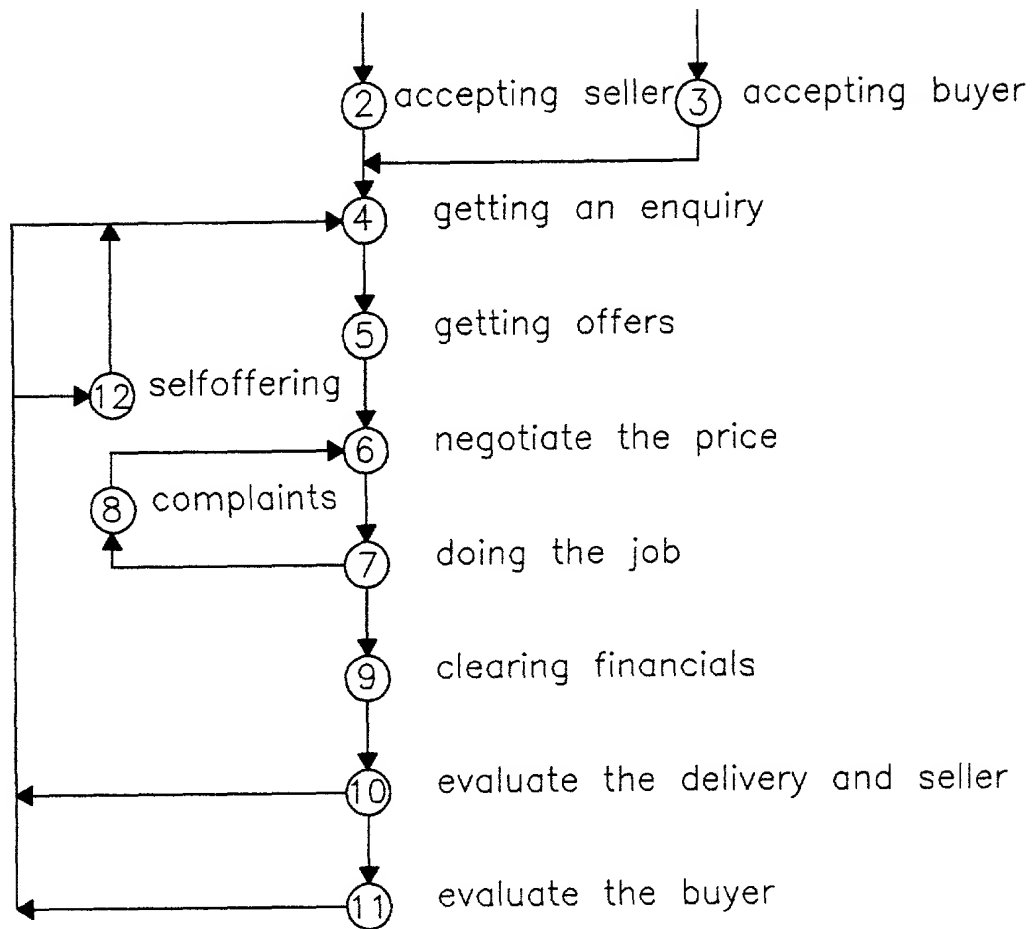 2 accepting seller 3 accepting buyer
4 getting an enquiry
5 getting offers
12 selfoffering
6 negotiate the price
8 complaints
7 doing the job
9 clearing financials
10 evaluate the delivery and seller
11 evaluate the buyer